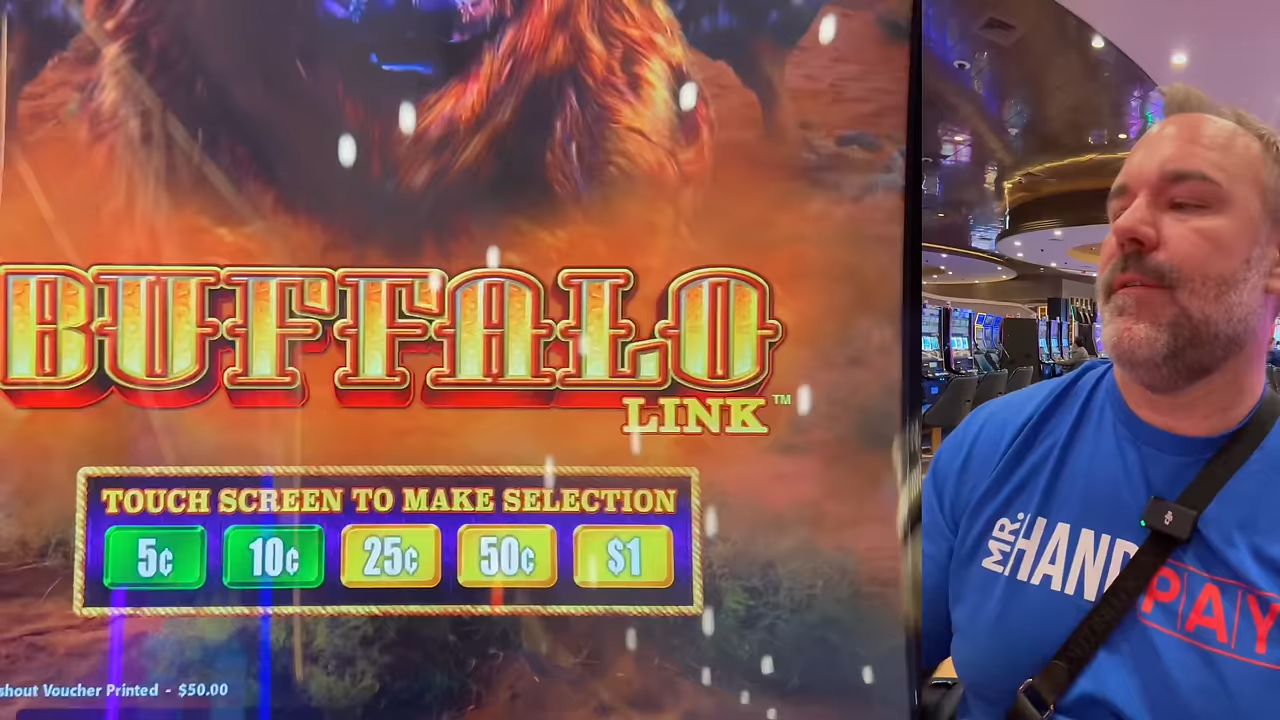 BUFFALO
LINK™
TOUCH SCREEN TO MAKE SELECTION
5¢ 10¢ 25¢ 50¢ $1
shout Voucher Printed - $50.00
MR.
HAND
PAY